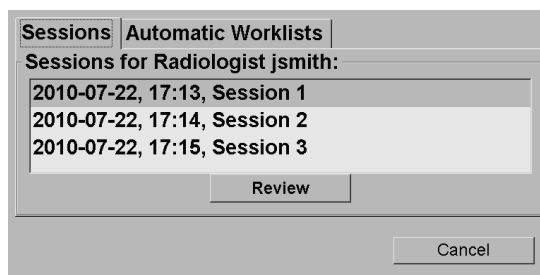 Sessions Automatic Worklists
Sessions for Radiologist jsmith:
2010-07-22, 17:13, Session 1
2010-07-22, 17:14, Session 2
2010-07-22, 17:15, Session 3
Review
Cancel